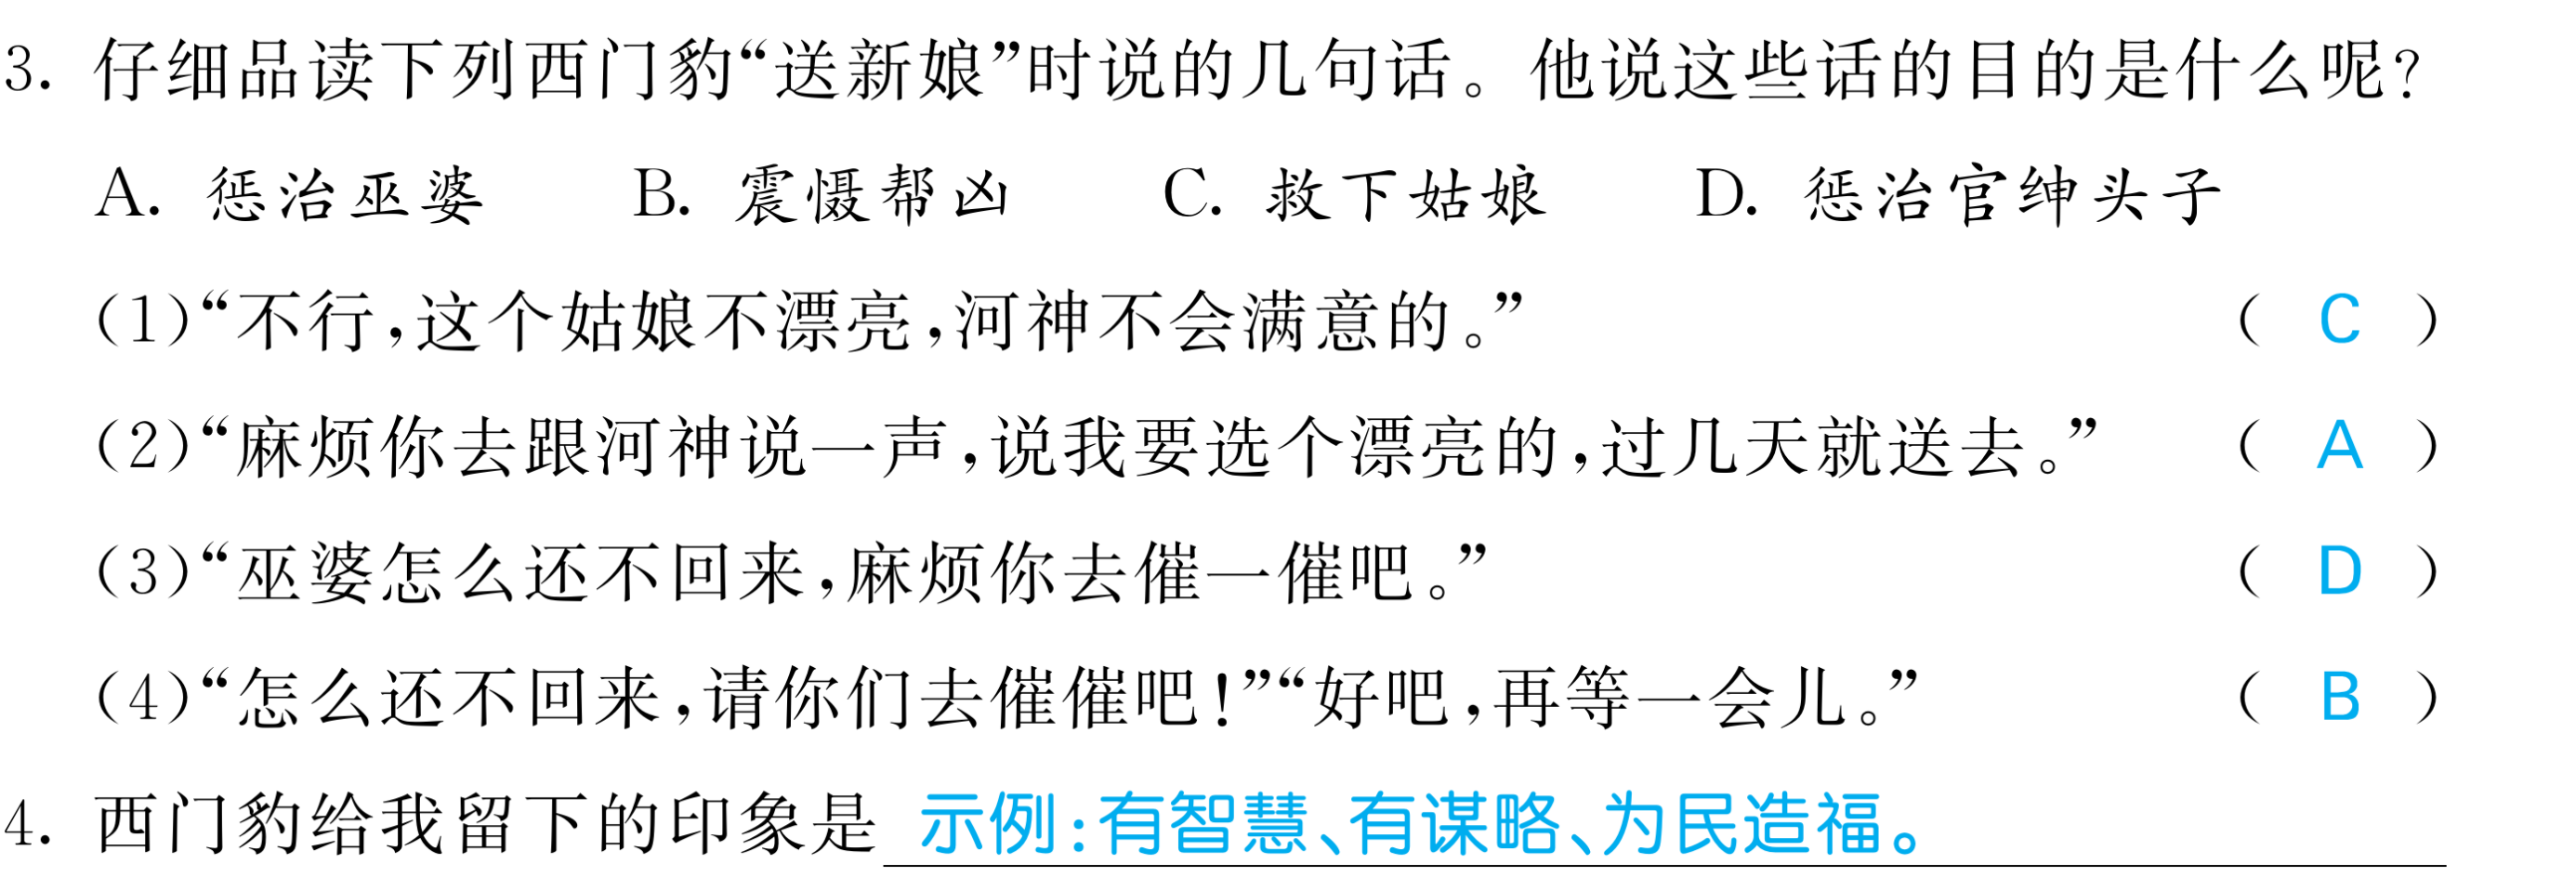 3. 仔细品读下列西门豹“送新娘”时说的几句话。他说这些话的目的是什么呢?
A. 惩治巫婆 B. 震慑帮凶 C. 救下姑娘 D. 惩治官绅头子
(1)“不行,这个姑娘不漂亮,河神不会满意的。” ( C )
(2)“麻烦你去跟河神说一声,说我要选个漂亮的,过几天就送去。” ( A )
(3)“巫婆怎么还不回来,麻烦你去催一催吧。” ( D )
(4)“怎么还不回来,请你们去催催吧!”“好吧,再等一会儿。” ( B )
4. 西门豹给我留下的印象是 示例:有智慧、有谋略、为民造福。